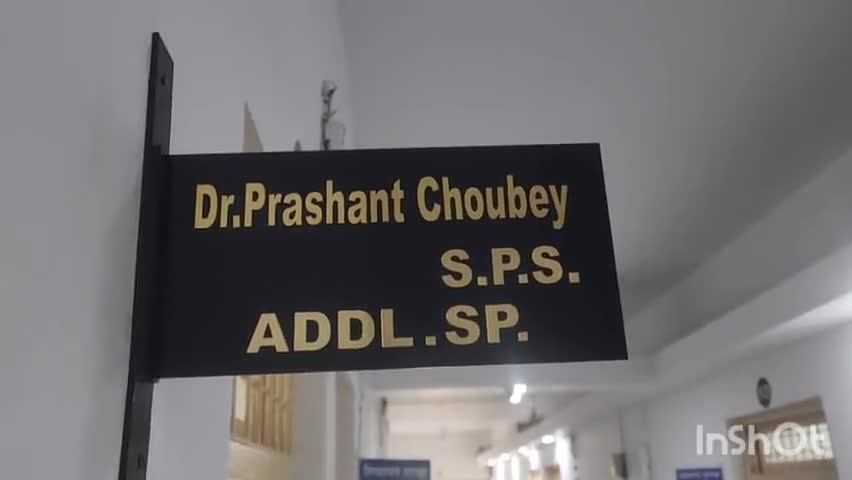 Dr.Prashant Choubey
S.P.S.
ADDL.SP.
InShOt